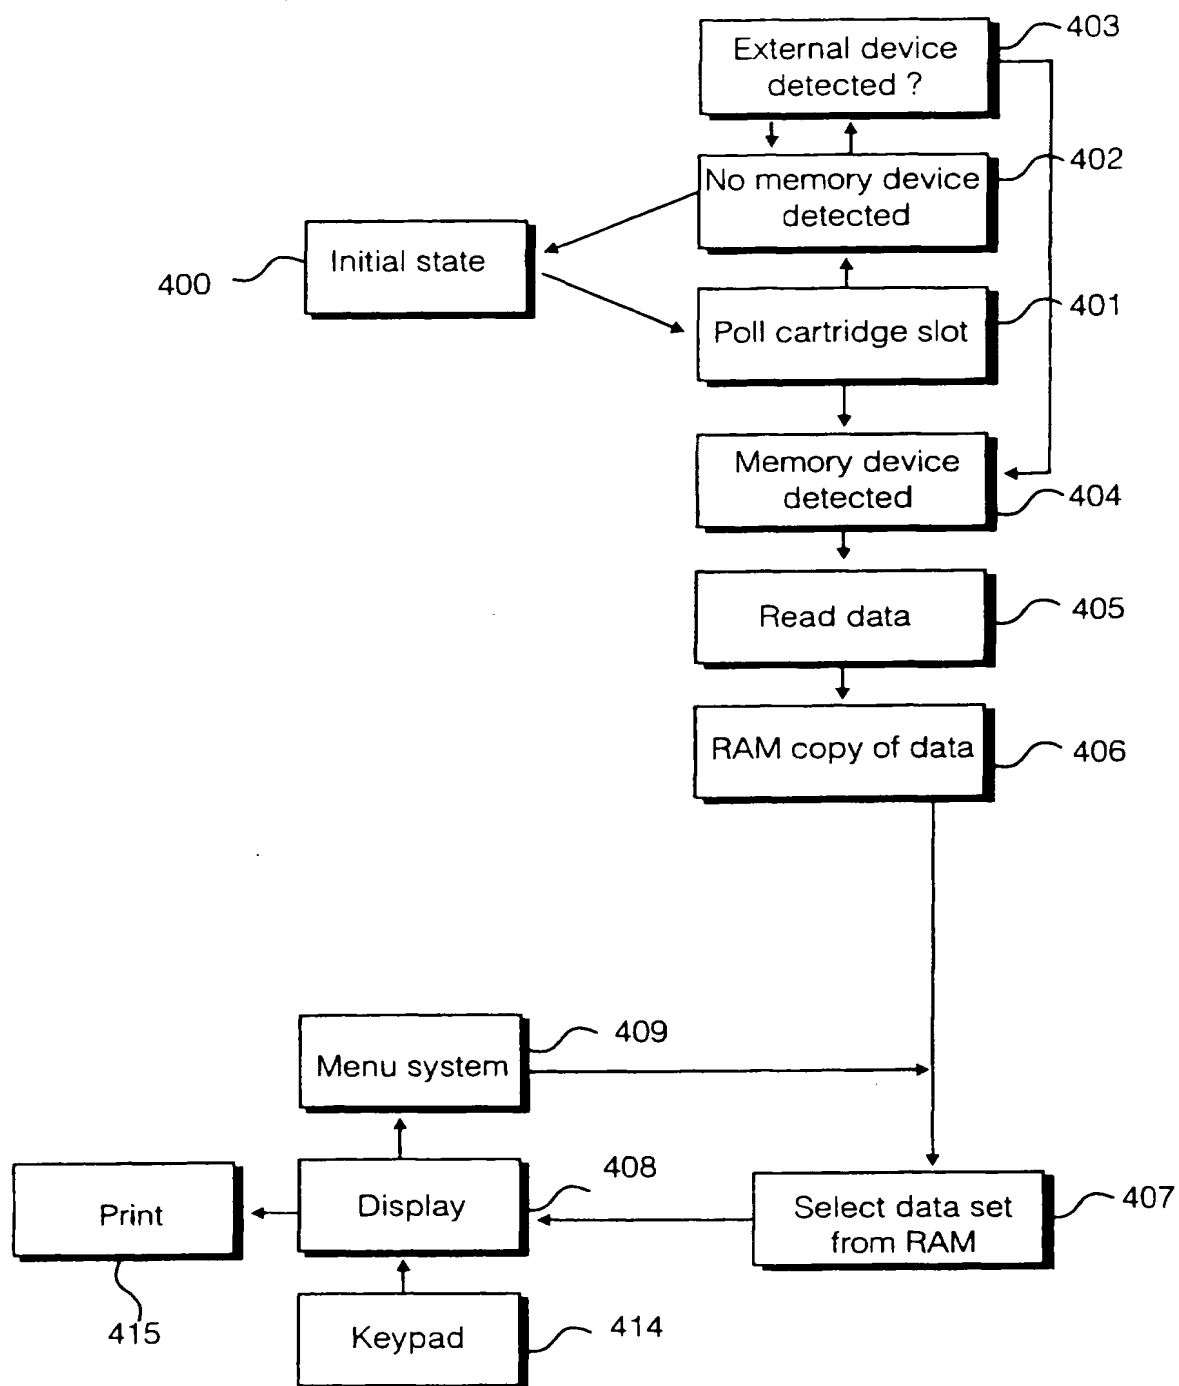 External device
detected ?
403
No memory device
detected
402
Initial state
400
Poll cartridge slot
401
Memory device
detected
404
Read data
405
RAM copy of data
406
Menu system
409
Print
415
Display
408
Select data set
from RAM
407
Keypad
414